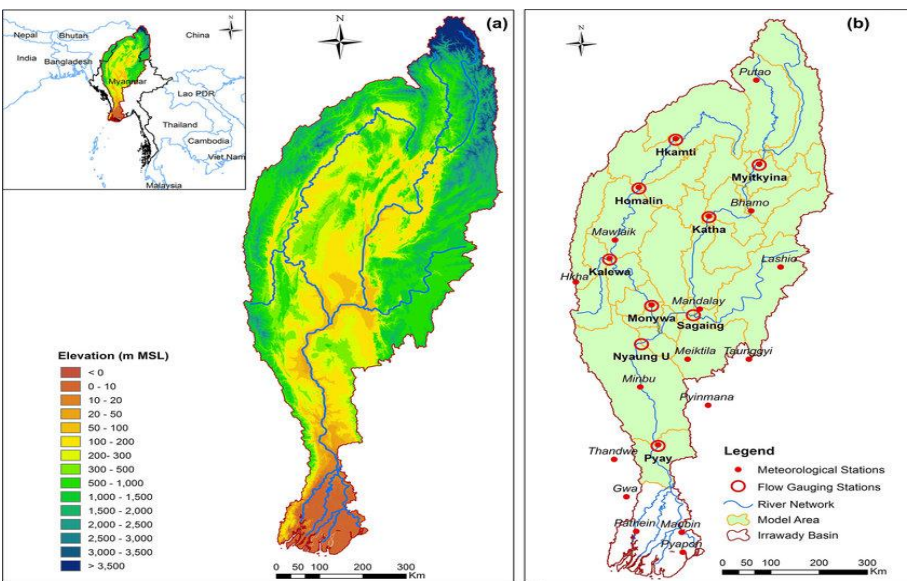 N
Nepal
Bhutan
China
India
Bangladesh
Myanmar
Lao PDR
Thailand
Cambodia
Viet Nam
Malaysia
(a)
N
Elevation (m MSL)
< 0
0 - 10
10 - 20
20 - 50
50 - 100
100 - 200
200- 300
300 - 500
500 - 1,000
1,000 - 1,500
1,500 - 2,000
2,000 - 2,500
2,500 - 3,000
3,000 - 3,500
> 3,500
0 100 200 300
Km
(b)
N
Putao
Hkamti
Myitkyina
Homalin
Katha
Bhamo
Mawlaik
Kalewa
Lashio
Hkha
Monywa
Mandalay
Sagaing
Nyaung U
Meiktila
Taunggyi
Minbu
Pyinmana
Pyay
Thandwe
Gwa
Pathein
Maubin
Pyapon
Legend
Meteorological Stations
Flow Gauging Stations
River Network
Model Area
Irrawady Basin
0 100 200 300
Km